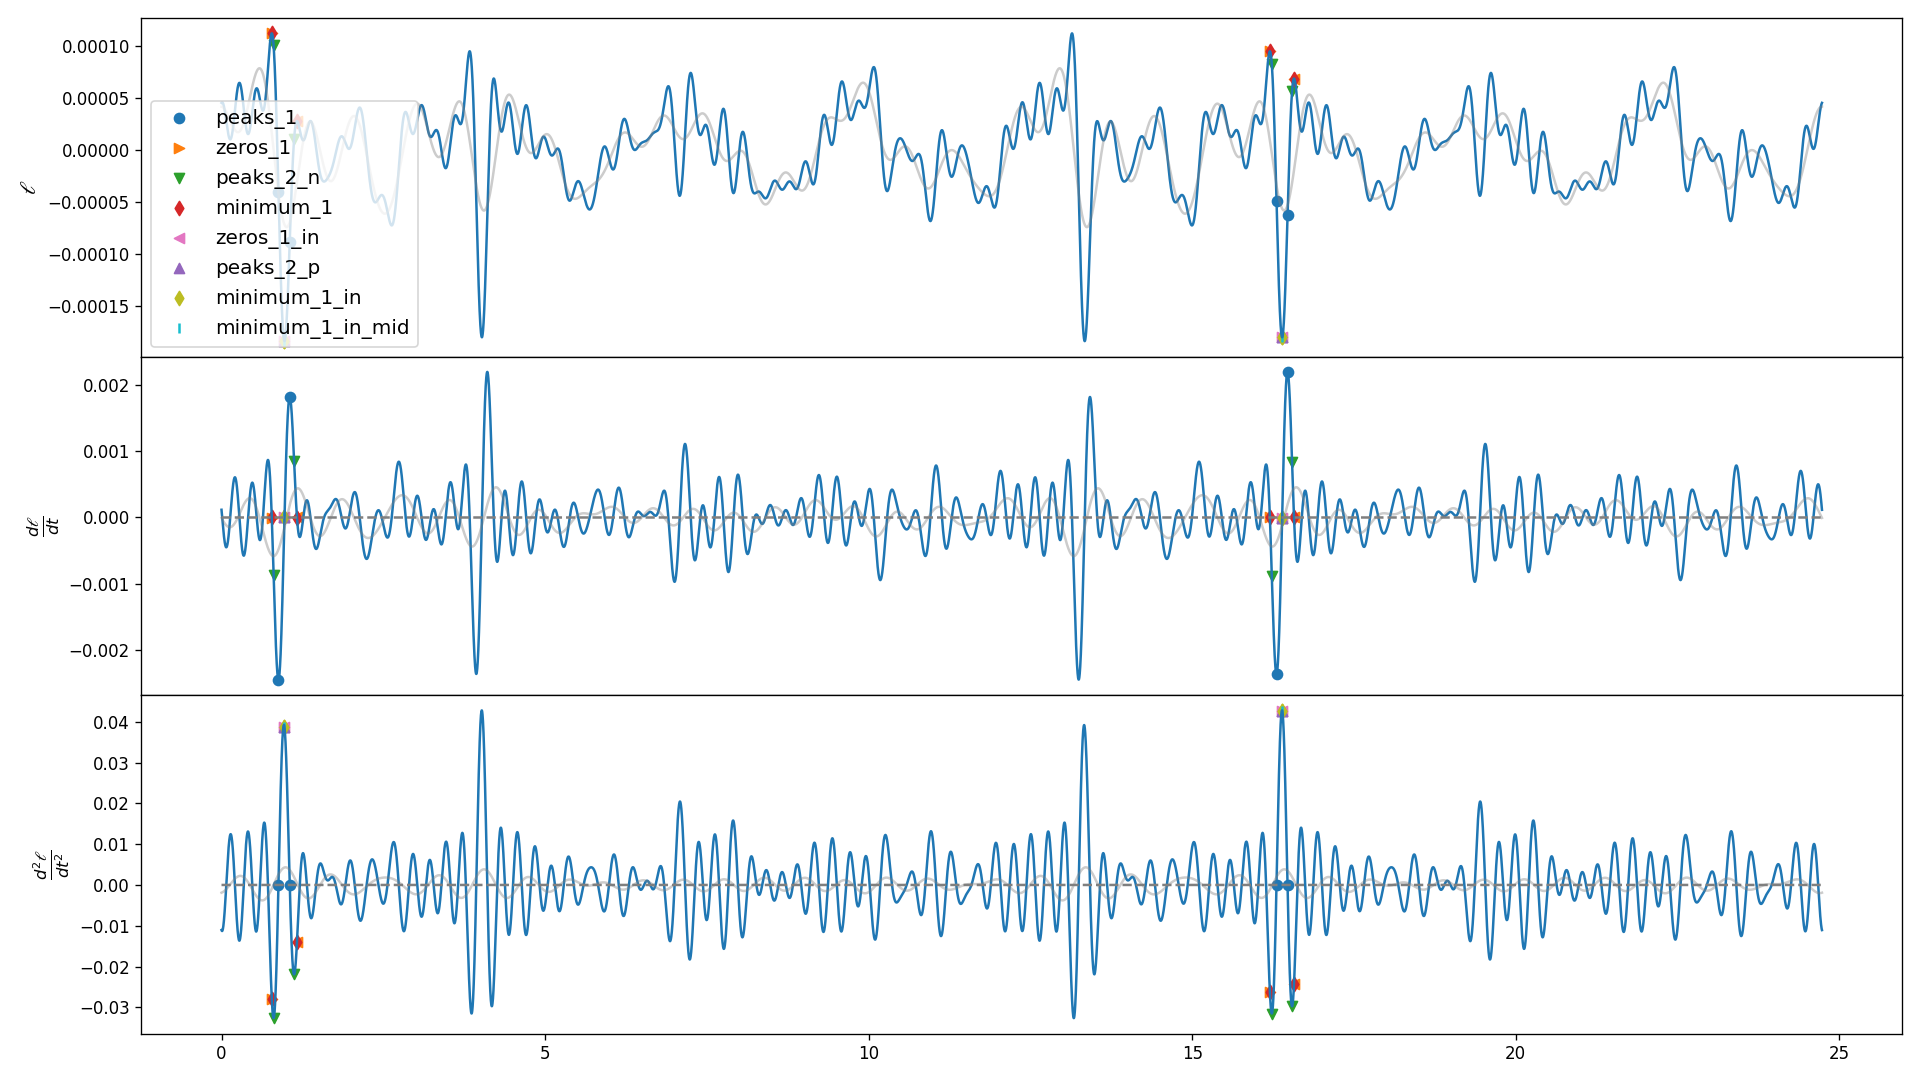 0.00010
0.00005
0.00000
−0.00005
−0.00010
−0.00015
ℓ
peaks_1
zeros_1
peaks_2_n
minimum_1
zeros_1_in
peaks_2_p
minimum_1_in
minimum_1_in_mid
0.002
0.001
0.000
−0.001
−0.002
dℓ
dt
0.04
0.03
0.02
0.01
0.00
−0.01
−0.02
−0.03
d²ℓ
dt²
0 5 10 15 20 25